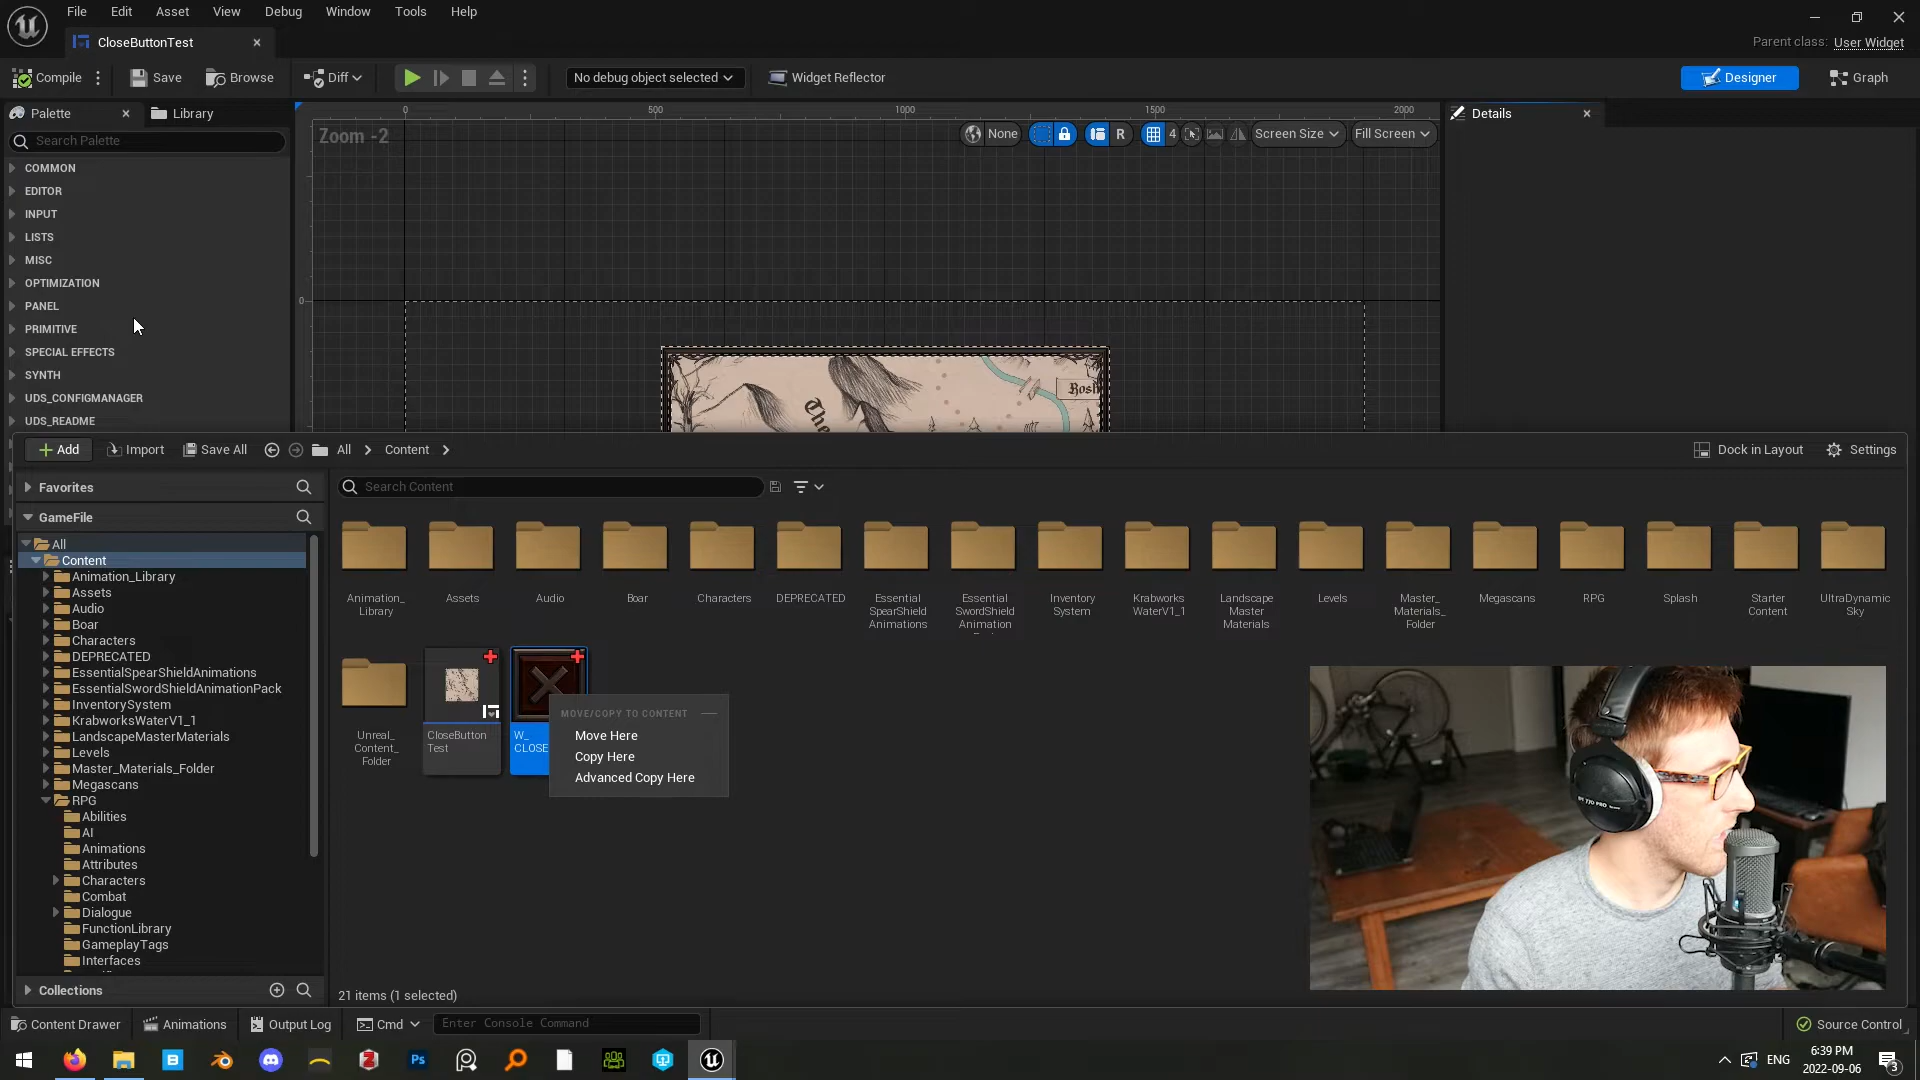 File Edit Asset View Debug Window Tools Help
CloseButtonTest
Parent class: User Widget
Compile Save Browse Diff No debug object selected Widget Reflector Designer Graph
Palette Library
Search Palette
COMMON
EDITOR
INPUT
LISTS
MISC
OPTIMIZATION
PANEL
PRIMITIVE
SPECIAL EFFECTS
SYNTH
UDS_CONFIGMANAGER
UDS_README
0 500 1000 1500 2000
Zoom -2
None R 4 Screen Size Fill Screen
0
The
Details
Add Import Save All All Content Dock in Layout Settings
Favorites
GameFile
All
Content
Animation_Library
Assets
Audio
Boar
Characters
DEPRECATED
EssentialSpearShieldAnimations
EssentialSwordShieldAnimationPack
InventorySystem
KrabworksWaterV1_1
LandscapeMasterMaterials
Levels
Master_Materials_Folder
Megascans
RPG
Abilities
AI
Animations
Attributes
Characters
Combat
Dialogue
FunctionLibrary
GameplayTags
Interfaces
Collections
Search Content
Animation_
Library
Assets
Audio
Boar
Characters
DEPRECATED
Essential
SpearShield
Animations
Essential
SwordShield
Animation
Inventory
System
Krabworks
WaterV1_1
Landscape
Master
Materials
Levels
Master_
Materials_
Folder
Megascans
RPG
Splash
Starter
Content
UltraDynamic
Sky
Unreal_
Content_
Folder
CloseButton
Test
W_
CLOSE
MOVE/COPY TO CONTENT
Move Here
Copy Here
Advanced Copy Here
DT 770 PRO
21 items (1 selected)
Content Drawer Animations Output Log Cmd Enter Console Command Source Control
Ps
ENG
6:39 PM
2022-09-06
3